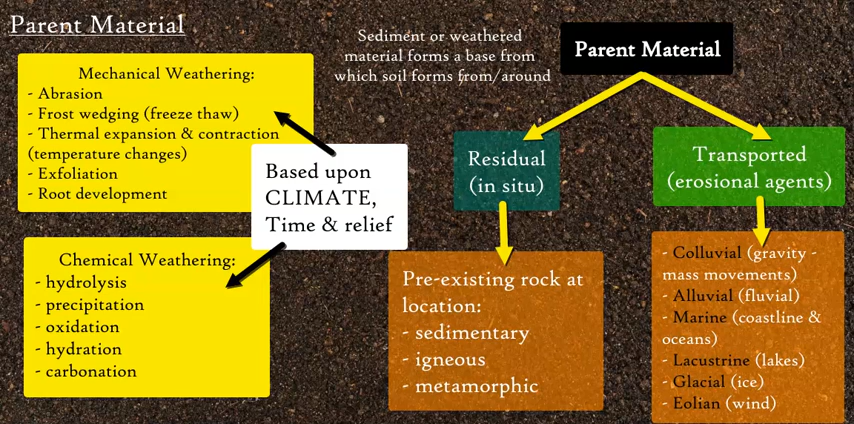 Parent Material
Mechanical Weathering:
- Abrasion
- Frost wedging (freeze thaw)
- Thermal expansion & contraction
(temperature changes)
- Exfoliation
- Root development
Based upon
CLIMATE,
Time & relief
Chemical Weathering:
- hydrolysis
- precipitation
- oxidation
- hydration
- carbonation
Sediment or weathered
material forms a base from
which soil forms from/around
Parent Material
Residual
(in situ)
Pre-existing rock at
location:
- sedimentary
- igneous
- metamorphic
Transported
(erosional agents)
- Colluvial (gravity -
mass movements)
- Alluvial (fluvial)
- Marine (coastline &
oceans)
- Lacustrine (lakes)
- Glacial (ice)
- Eolian (wind)